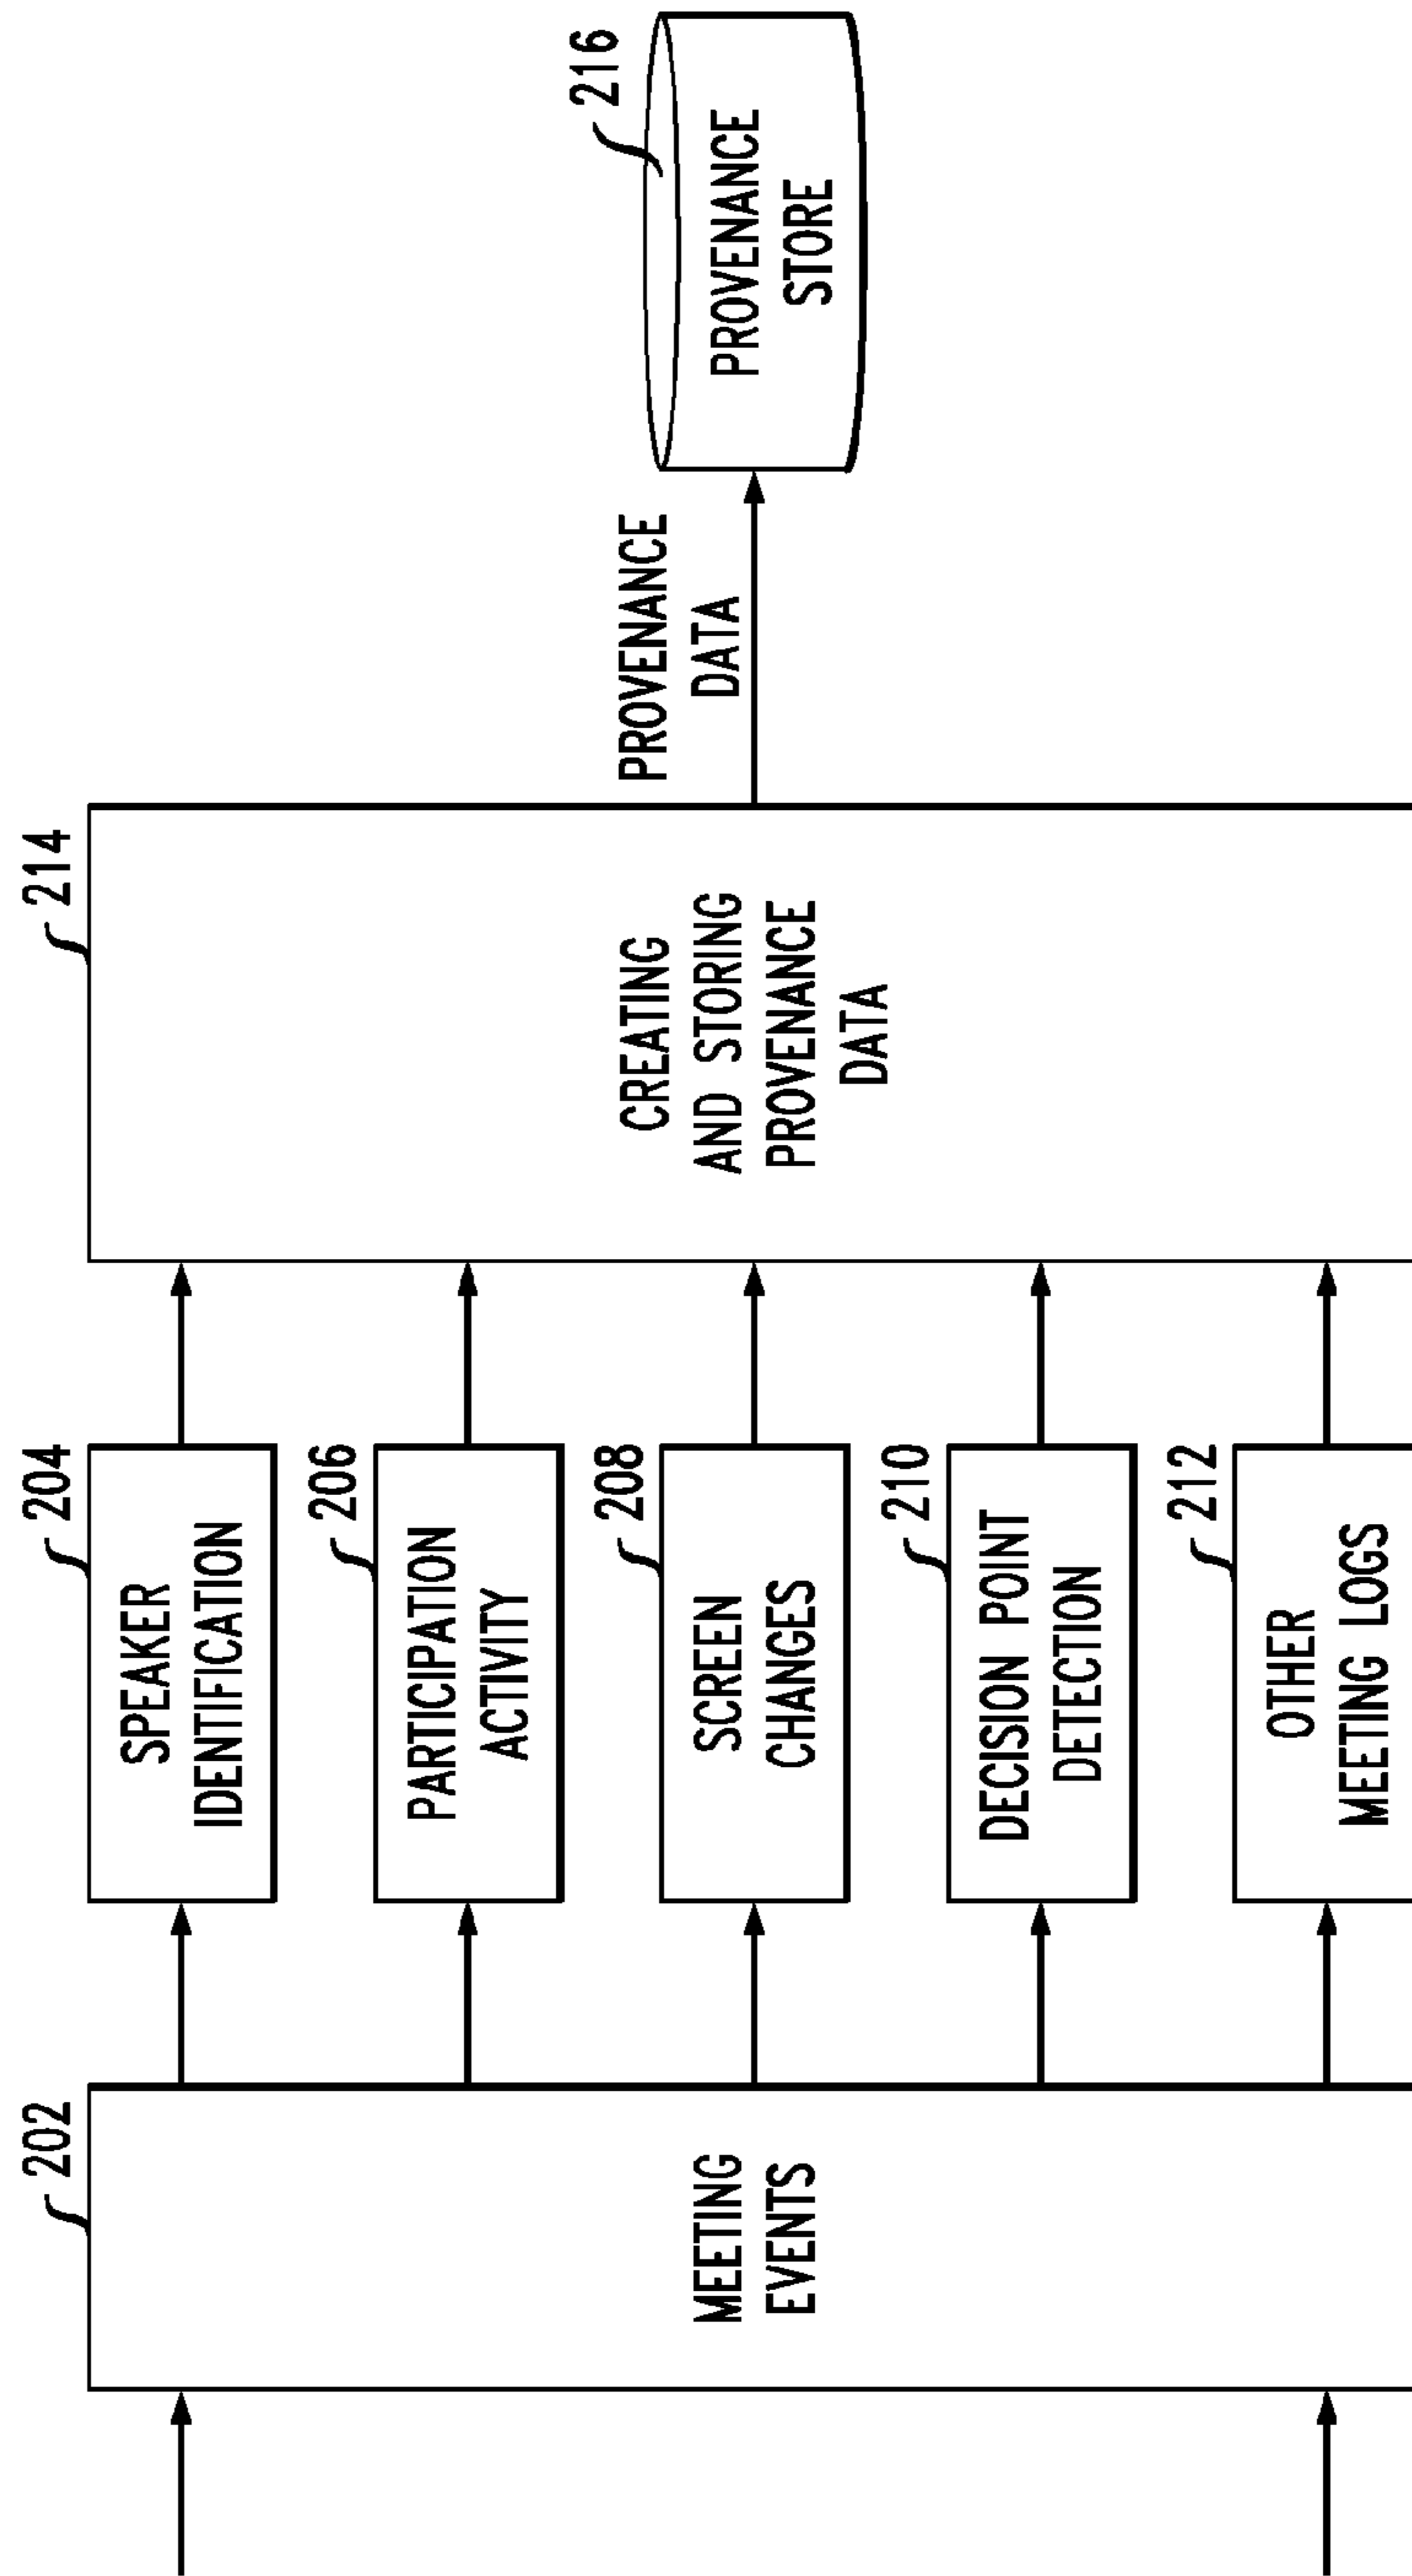 202
MEETING
EVENTS
204
SPEAKER
IDENTIFICATION
206
PARTICIPATION
ACTIVITY
208
SCREEN
CHANGES
210
DECISION POINT
DETECTION
212
OTHER
MEETING LOGS
214
CREATING
AND STORING
PROVENANCE
DATA
PROVENANCE
DATA
216
PROVENANCE
STORE